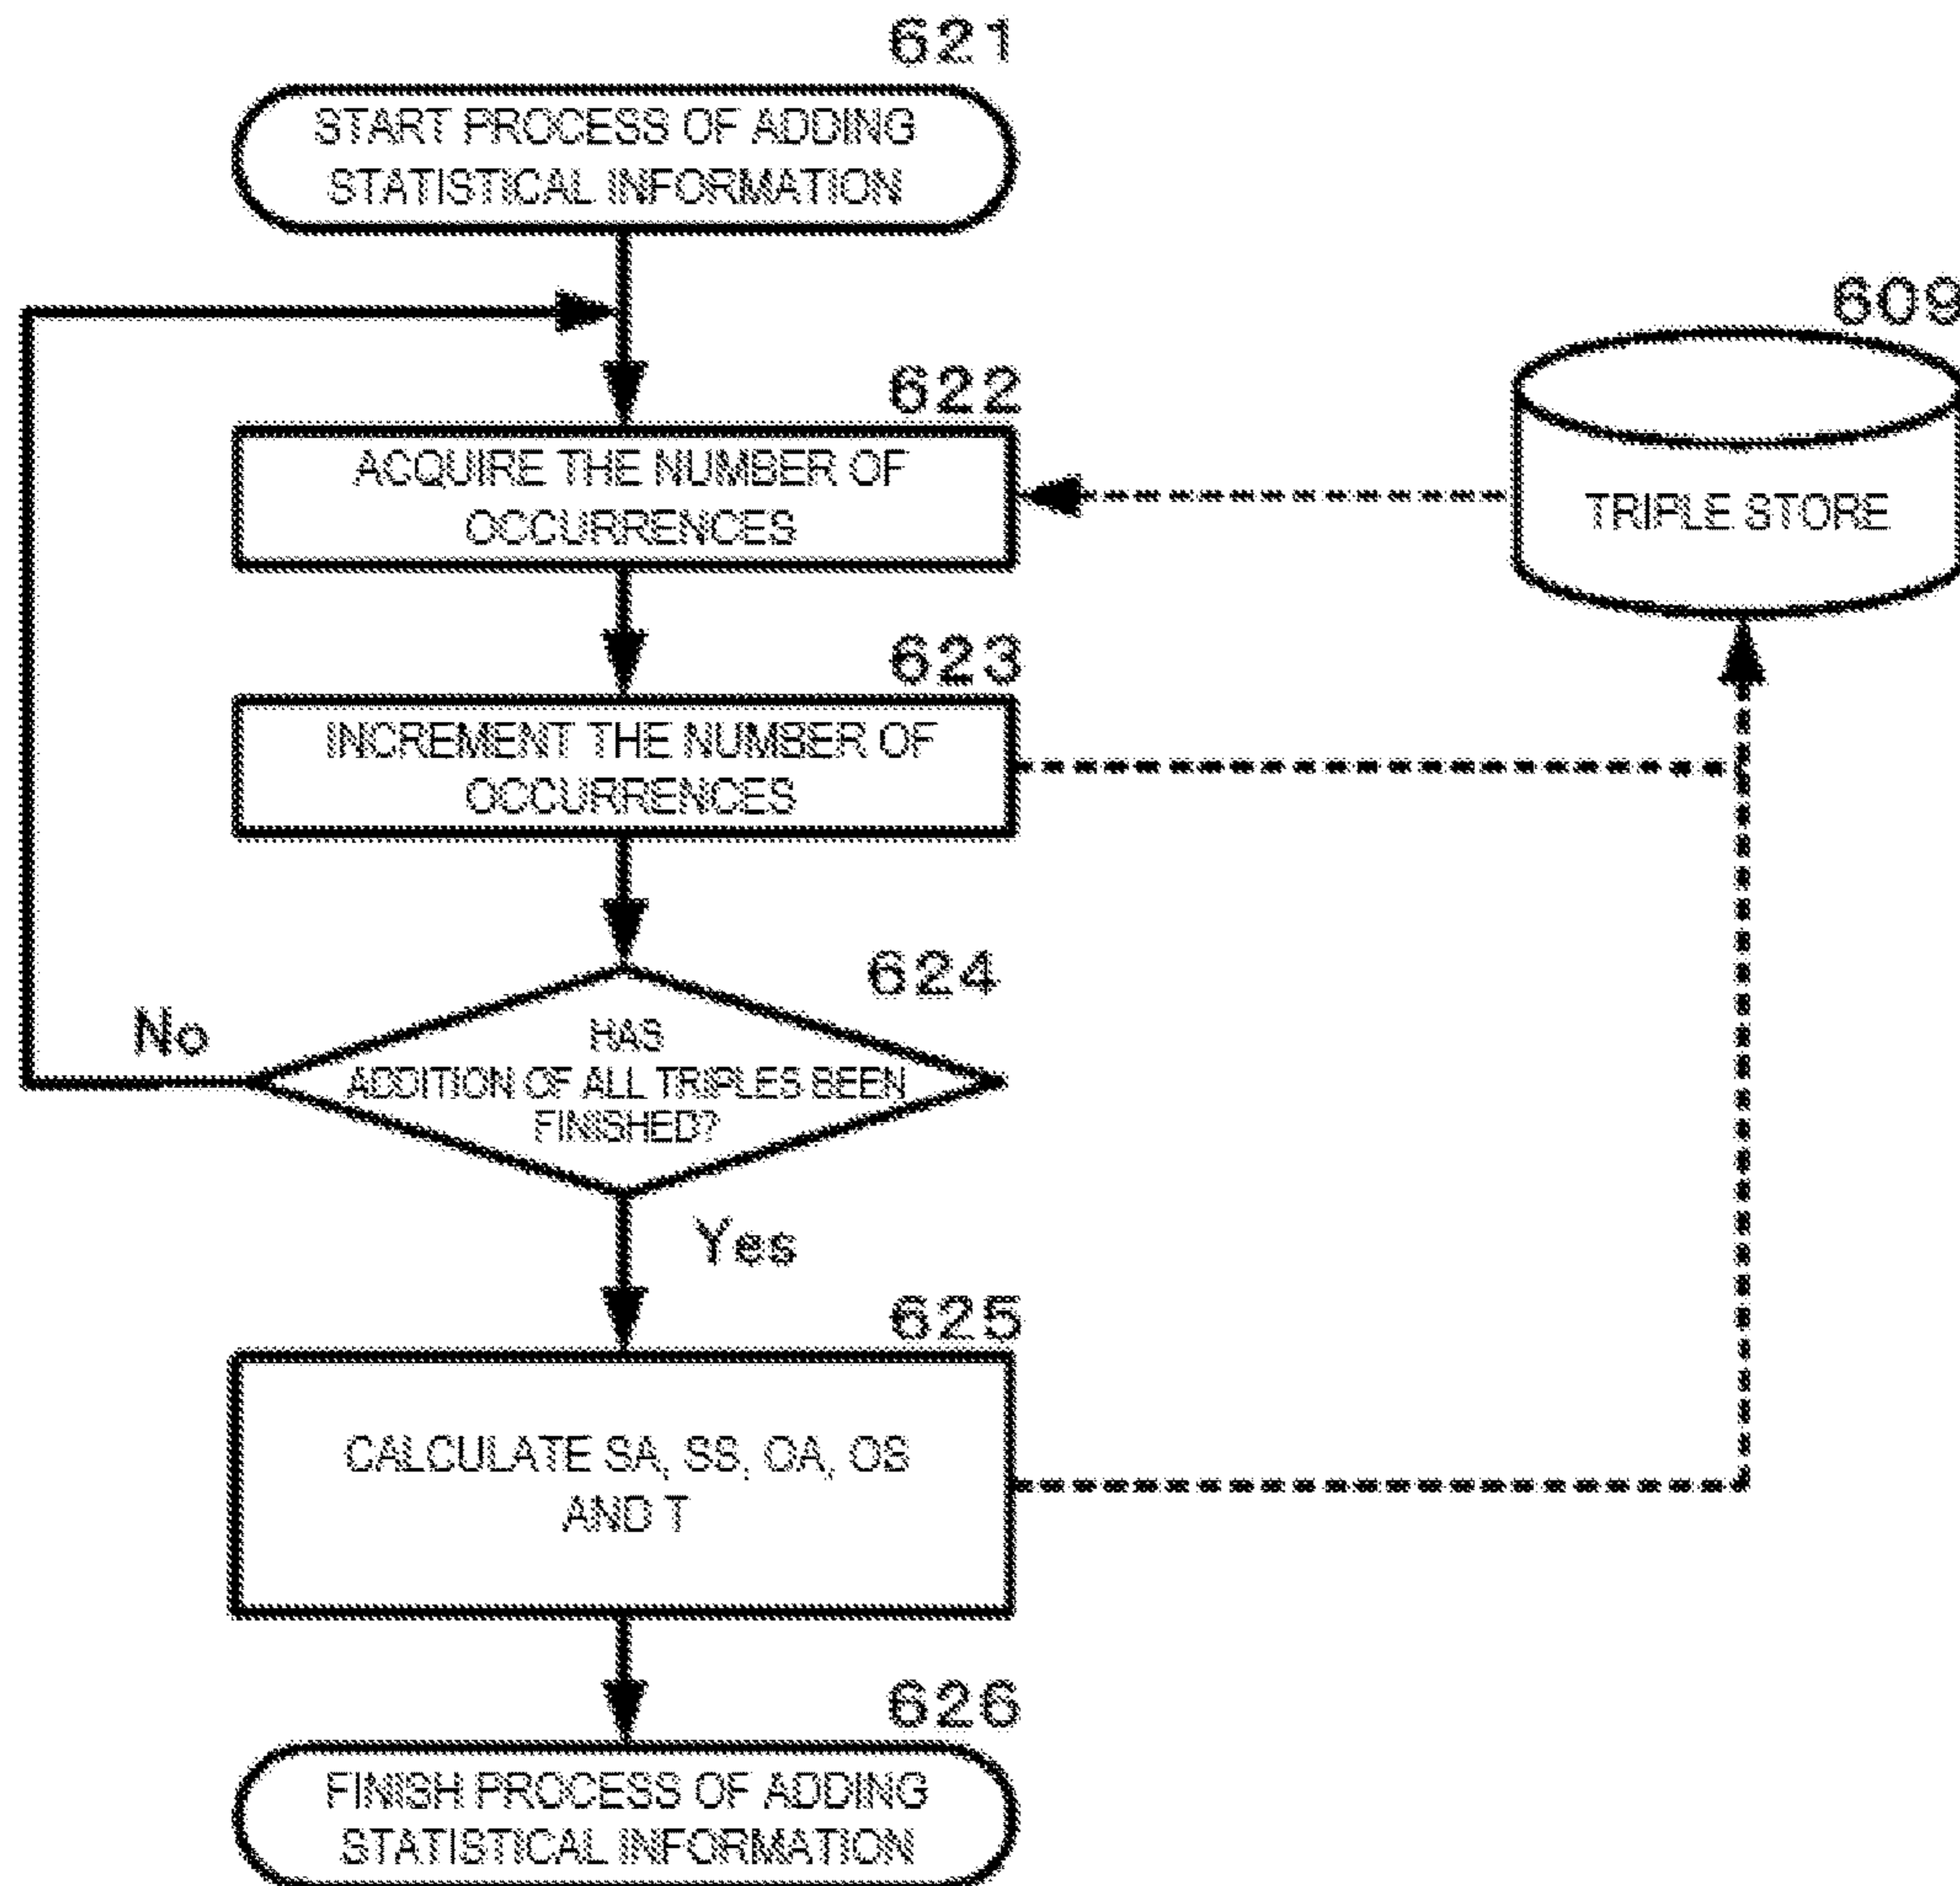 621
START PROCESS OF ADDING
STATISTICAL INFORMATION
609
622
ACQUIRE THE NUMBER OF
OCCURRENCES
TRIPLE STORE
623
INCREMENT THE NUMBER OF
OCCURRENCES
624
No
HAS
ADDITION OF ALL TRIPLES BEEN
FINISHED?
Yes
625
CALCULATE SA, SS, OA, OS
AND T
626
FINISH PROCESS OF ADDING
STATISTICAL INFORMATION